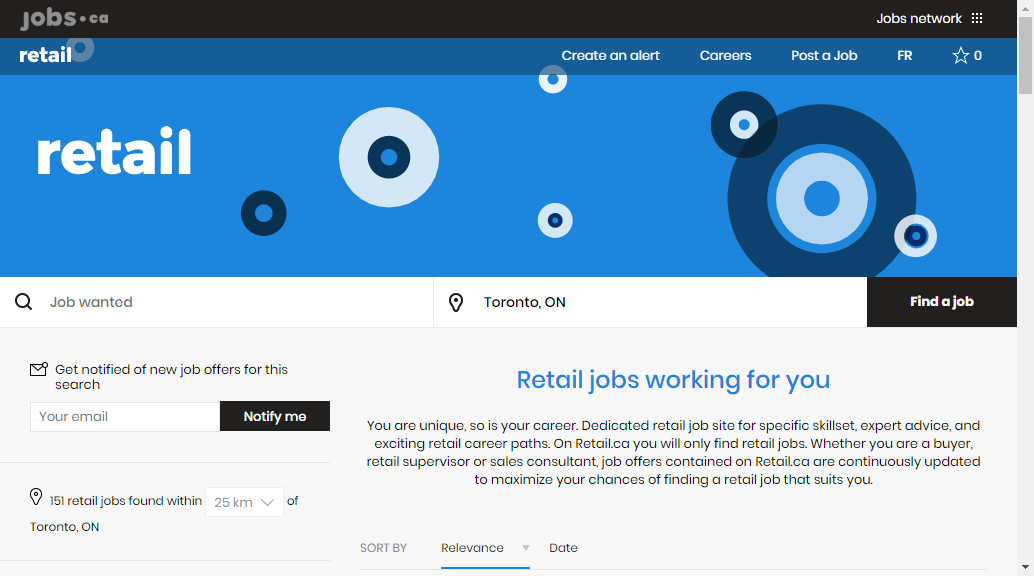 jobs.ca
Jobs network
retail
Create an alert
Careers
Post a Job
FR
0
retail
Job wanted
Toronto, ON
Find a job
Get notified of new job offers for this
search
Your email
Notify me
151 retail jobs found within 25 km of
Toronto, ON
Retail jobs working for you
You are unique, so is your career. Dedicated retail job site for specific skillset, expert advice, and
exciting retail career paths. On Retail.ca you will only find retail jobs. Whether you are a buyer,
retail supervisor or sales consultant, job offers contained on Retail.ca are continuously updated
to maximize your chances of finding a retail job that suits you.
SORT BY
Relevance
Date